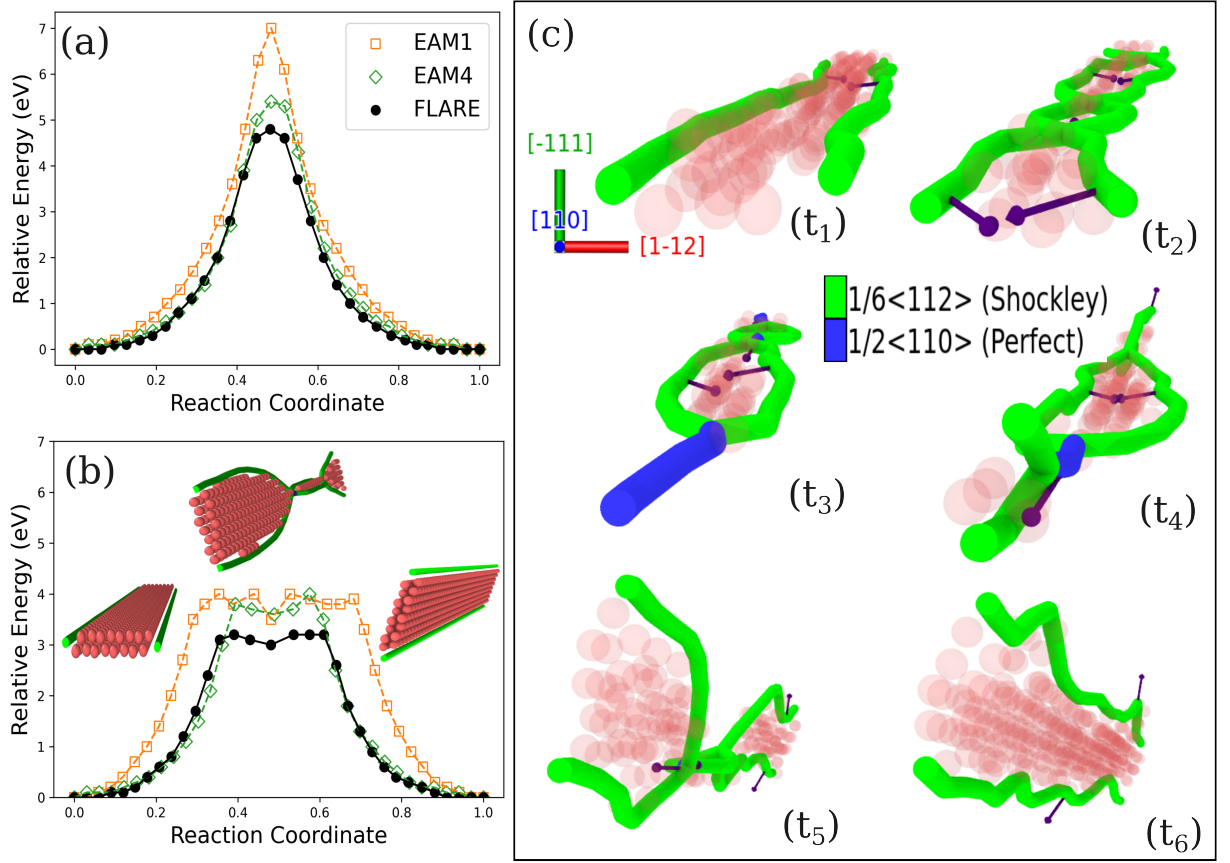 (a)
EAM1
EAM4
FLARE
Relative Energy (eV)
7
6
5
4
3
2
1
0
0.0 0.2 0.4 0.6 0.8 1.0
Reaction Coordinate
(b)
Relative Energy (eV)
7
6
5
4
3
2
1
0
0.0 0.2 0.4 0.6 0.8 1.0
Reaction Coordinate
(c)
[-111]
[110]
[1-12]
(t1)
(t2)
1/6<112> (Shockley)
1/2<110> (Perfect)
(t3)
(t4)
(t5)
(t6)